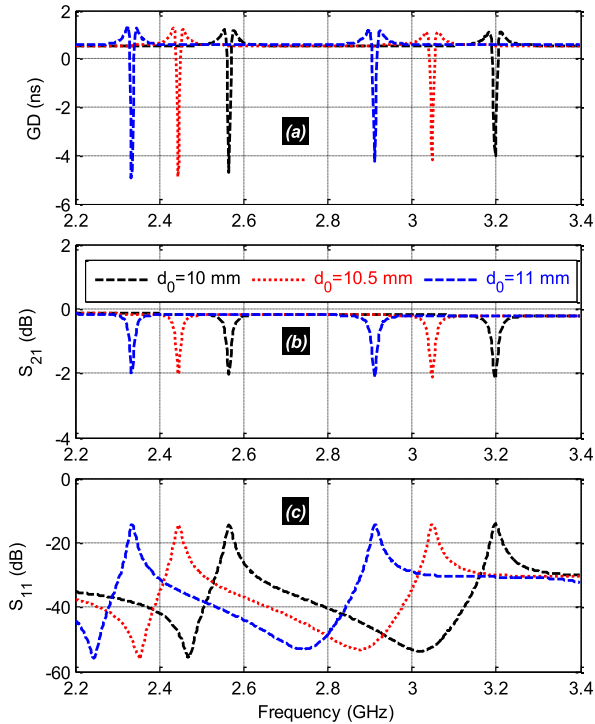 2
0
-2
-4
-6
GD (ns)
(a)
2.2 2.4 2.6 2.8 3 3.2 3.4
2
0
-2
-4
S21 (dB)
d0=10 mm d0=10.5 mm d0=11 mm
(b)
2.2 2.4 2.6 2.8 3 3.2 3.4
0
-20
-40
-60
S11 (dB)
(c)
2.2 2.4 2.6 2.8 3 3.2 3.4
Frequency (GHz)